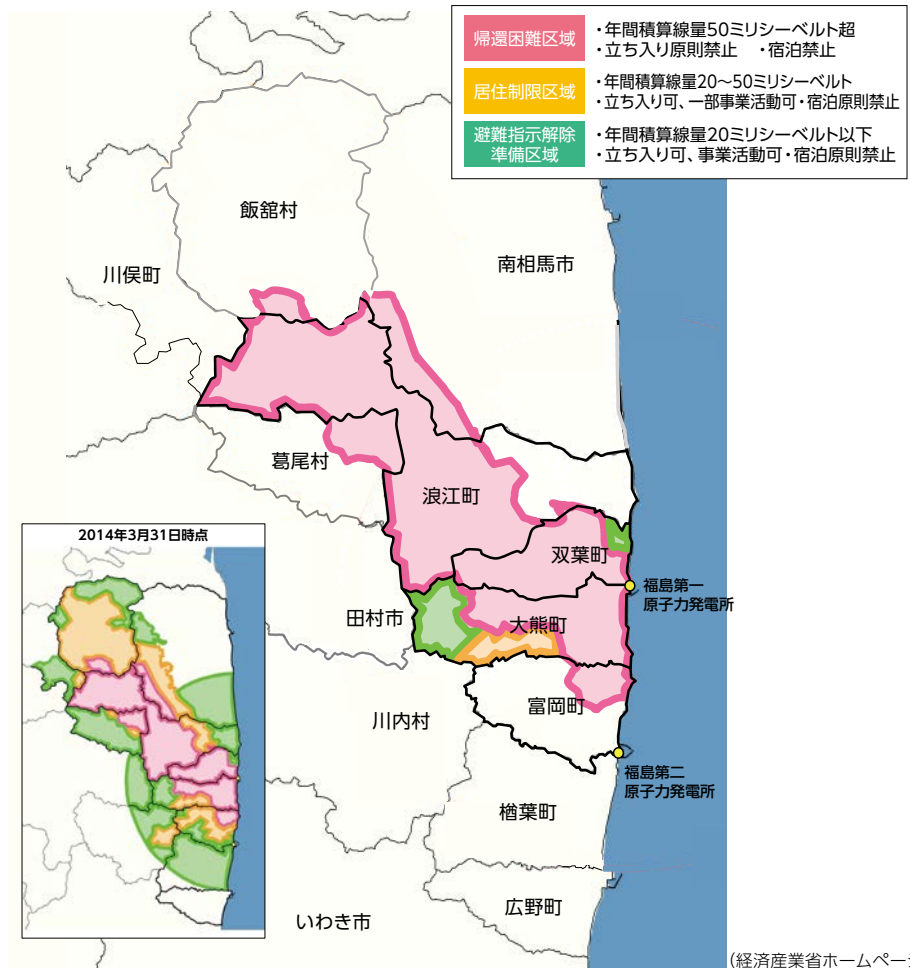 帰還困難区域
・年間積算線量50ミリシーベルト超
・立ち入り原則禁止　・宿泊禁止
居住制限区域
・年間積算線量20〜50ミリシーベルト
・立ち入り可、一部事業活動可・宿泊原則禁止
避難指示解除
準備区域
・年間積算線量20ミリシーベルト以下
・立ち入り可、事業活動可・宿泊原則禁止
飯舘村
川俣町
南相馬市
葛尾村
浪江町
双葉町
福島第一
原子力発電所
田村市
大熊町
富岡町
川内村
福島第二
原子力発電所
楢葉町
広野町
いわき市
2014年3月31日時点
(経済産業省ホームペー